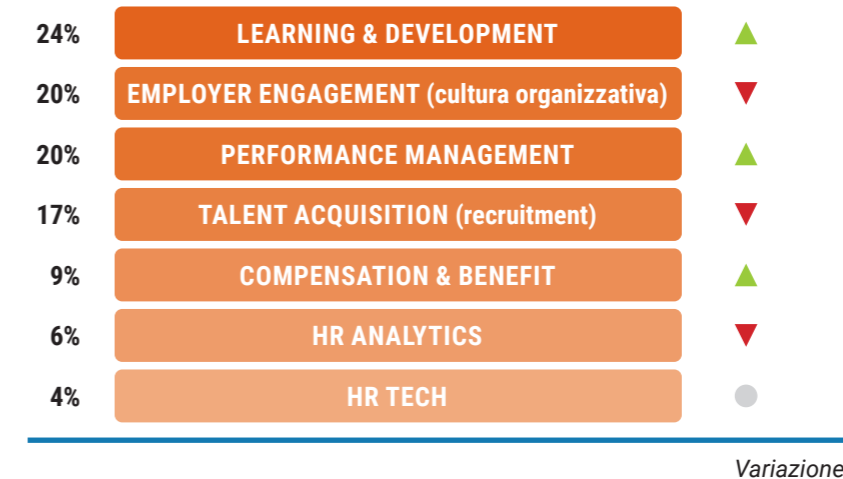 24% LEARNING & DEVELOPMENT
20% EMPLOYER ENGAGEMENT (cultura organizzativa)
20% PERFORMANCE MANAGEMENT
17% TALENT ACQUISITION (recruitment)
9% COMPENSATION & BENEFIT
6% HR ANALYTICS
4% HR TECH
Variazione